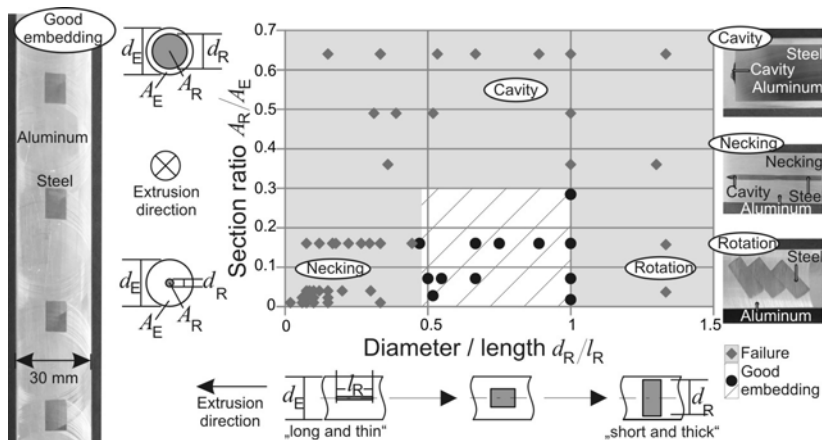 Good
embedding
Aluminum
Steel
30 mm
d_E
d_R
A_E
A_R
Extrusion
direction
d_E
d_R
A_E
A_R
Section ratio A_R/A_E
0.7
0.6
0.5
0.4
0.3
0.2
0.1
0
0
0.5
1
1.5
Cavity
Necking
Rotation
Diameter / length d_R/l_R
Cavity
Steel
Cavity
Aluminum
Necking
Necking
Cavity
Steel
Aluminum
Rotation
Steel
Aluminum
Failure
Good
embedding
Extrusion
direction
d_E
l_R
„long and thin“
„short and thick“
d_R